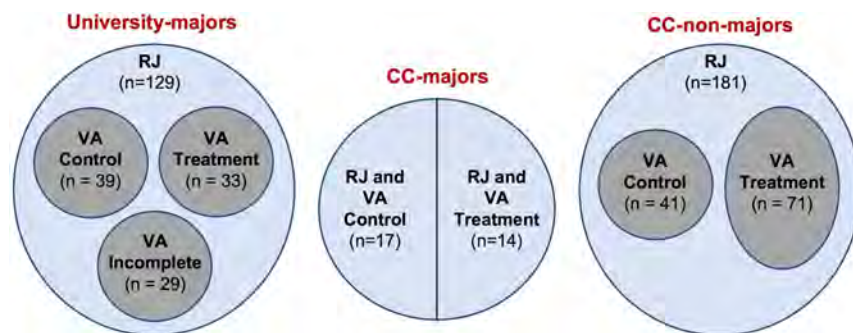 University-majors
RJ
(n=129)
VA
Control
(n = 39)
VA
Treatment
(n = 33)
VA
Incomplete
(n = 29)
CC-majors
RJ and
VA
Control
(n=17)
RJ and
VA
Treatment
(n=14)
CC-non-majors
RJ
(n=181)
VA
Control
(n = 41)
VA
Treatment
(n = 71)